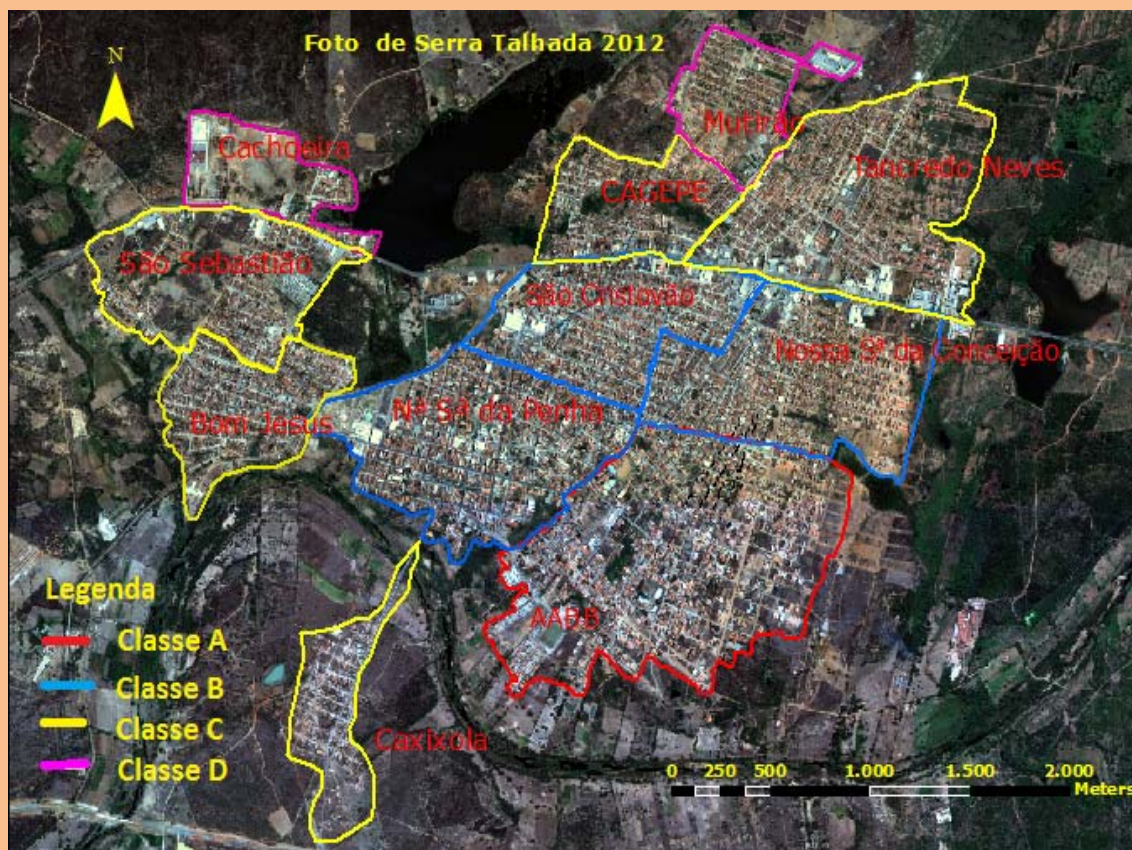 Foto de Serra Talhada 2012
N
Cachoeira
Mutirão
Tancredo Neves
CAGEPE
São Sebastião
São Cristovão
Nossa Sª da Conceição
Nª Sª da Penha
Bom Jesus
Legenda
Classe A
Classe B
Classe C
Classe D
AABB
Caxixola
0 250 500 1.000 1.500 2.000
Meters